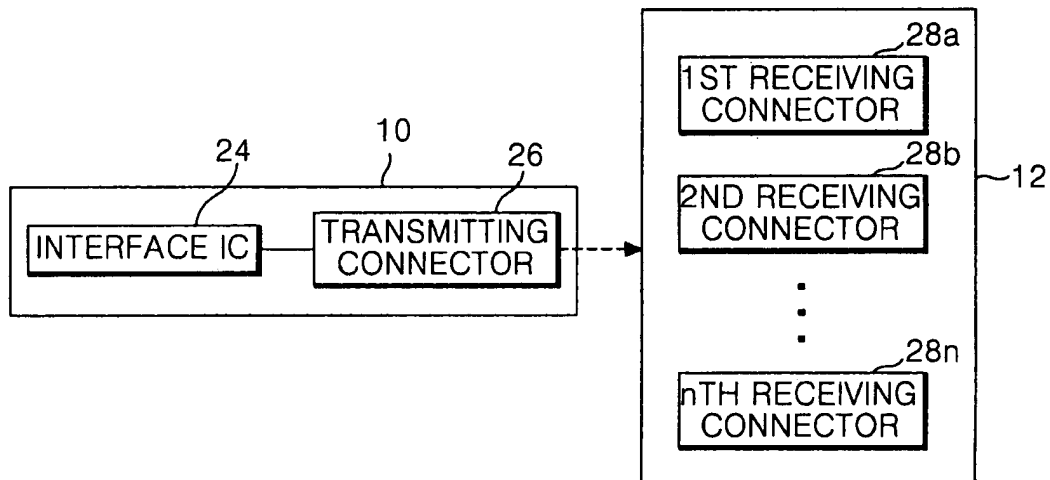 28a
1ST RECEIVING
CONNECTOR
10
24
26
28b
12
2ND RECEIVING
CONNECTOR
INTERFACE IC
TRANSMITTING
CONNECTOR
28n
nTH RECEIVING
CONNECTOR